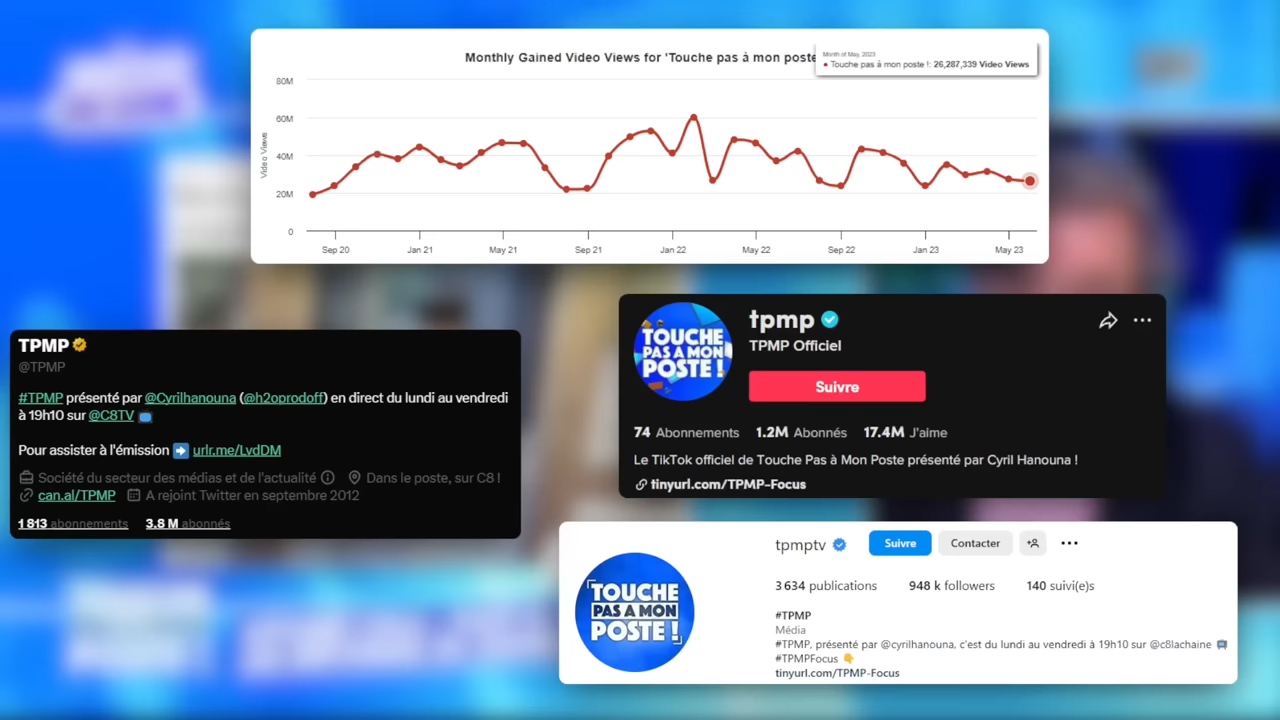 Monthly Gained Video Views for 'Touche pas à mon poste
Month of May, 2023
Touche pas à mon poste !: 26,287,339 Video Views
80M
60M
40M
20M
0
Video Views
Sep 20
Jan 21
May 21
Sep 21
Jan 22
May 22
Sep 22
Jan 23
May 23
TPMP
@TPMP
#TPMP présenté par @Cyrilhanouna (@h2oprodoff) en direct du lundi au vendredi
à 19h10 sur @C8TV
Pour assister à l'émission ➡️ urlr.me/LvdDM
Société du secteur des médias et de l'actualité Dans le poste, sur C8 !
can.al/TPMP A rejoint Twitter en septembre 2012
1 813 abonnements 3.8 M abonnés
TOUCHE
PAS A MON
POSTE !
tpmp
TPMP Officiel
Suivre
74 Abonnements 1.2M Abonnés 17.4M J'aime
Le TikTok officiel de Touche Pas à Mon Poste présenté par Cyril Hanouna !
tinyurl.com/TPMP-Focus
TOUCHE
PAS A MON
POSTE !
tpmptv Suivre Contacter
3 634 publications 948 k followers 140 suivi(e)s
#TPMP
Média
#TPMP, présenté par @cyrilhanouna, c'est du lundi au vendredi à 19h10 sur @c8lachaine
#TPMPFocus
tinyurl.com/TPMP-Focus